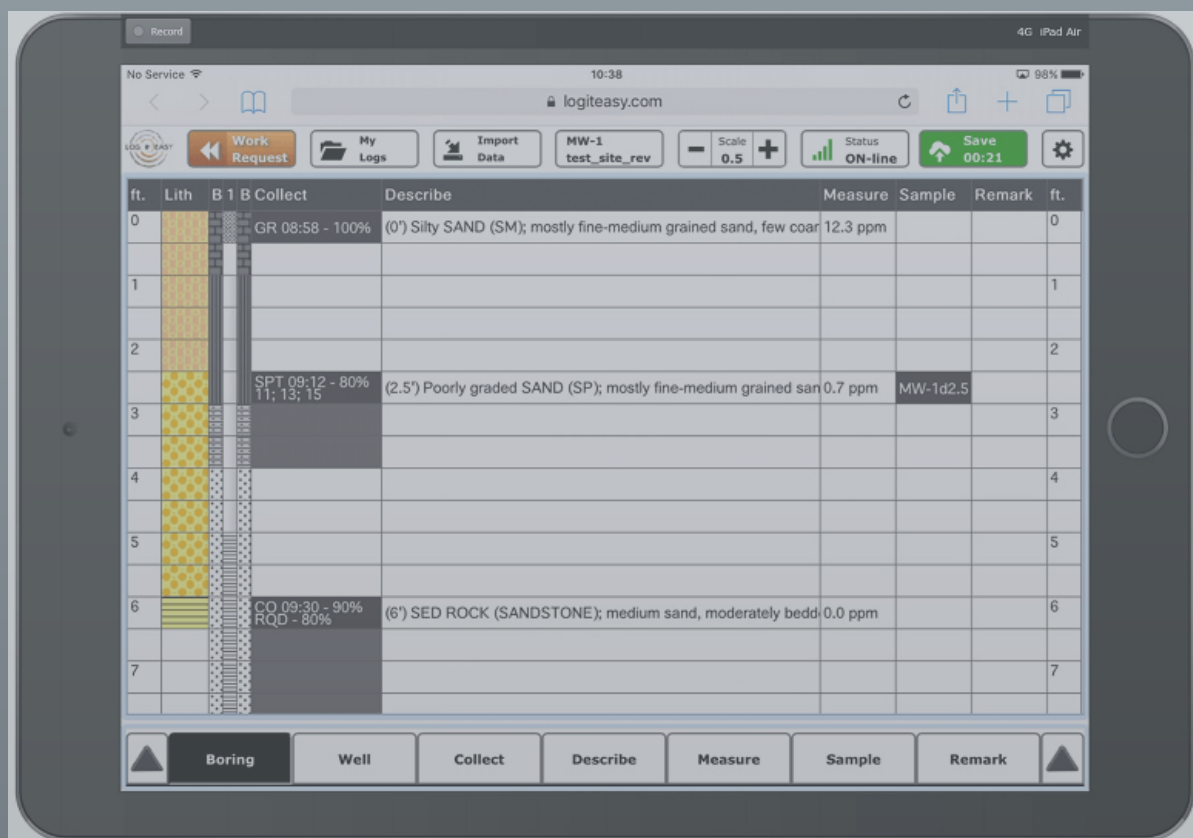 Record
4G iPad Air
No Service
10:38
98%
logiteasy.com
LOG IT EASY
Work
Request
My
Logs
Import
Data
MW-1
test_site_rev
Scale
0.5
Status
ON-line
Save
00:21
ft. Lith B 1 B Collect Describe Measure Sample Remark ft.
0 GR 08:58 - 100% (0') Silty SAND (SM); mostly fine-medium grained sand, few coar 12.3 ppm 0
1 1
2 2
SPT 09:12 - 80%
11; 13; 15
(2.5') Poorly graded SAND (SP); mostly fine-medium grained san 0.7 ppm MW-1d2.5
3 3
4 4
5 5
6 CO 09:30 - 90%
RQD - 80%
(6') SED ROCK (SANDSTONE); medium sand, moderately bedd 0.0 ppm 6
7 7
Boring Well Collect Describe Measure Sample Remark